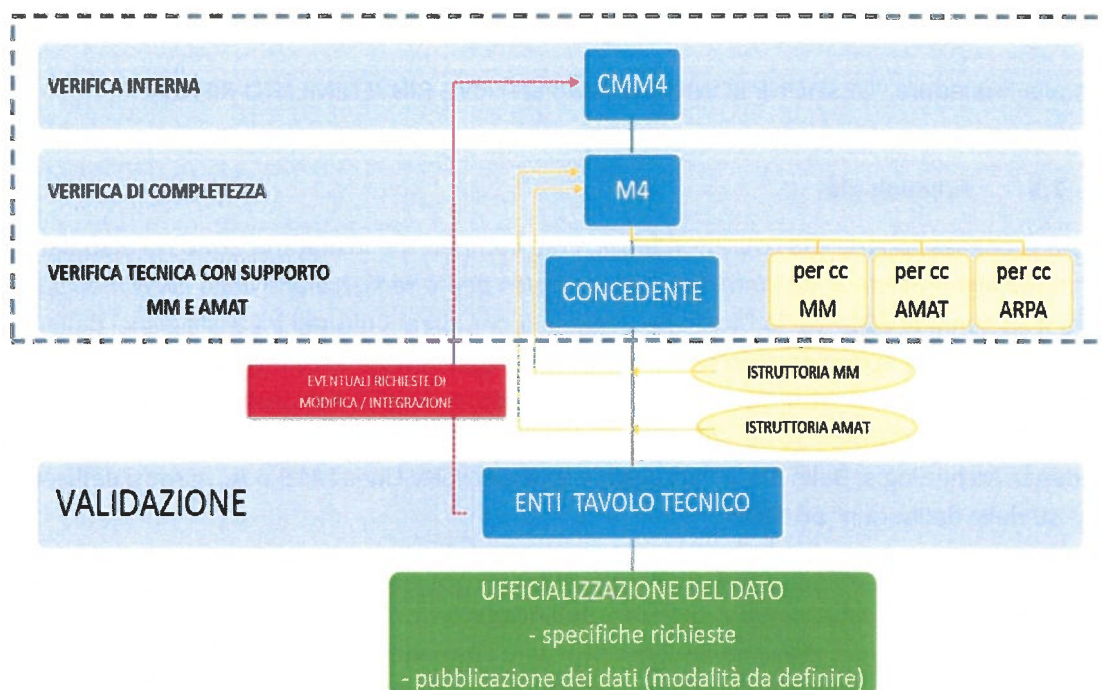 VERIFICA INTERNA
CMM4
VERIFICA DI COMPLETEZZA
M4
VERIFICA TECNICA CON SUPPORTO
MM E AMAT
CONCEDENTE
per cc
MM
per cc
AMAT
per cc
ARPA
EVENTUALI RICHIESTE DI
MODIFICA / INTEGRAZIONE
ISTRUTTORIA MM
ISTRUTTORIA AMAT
VALIDAZIONE
ENTI TAVOLO TECNICO
UFFICIALIZZAZIONE DEL DATO
- specifiche richieste
- pubblicazione dei dati (modalità da definire)